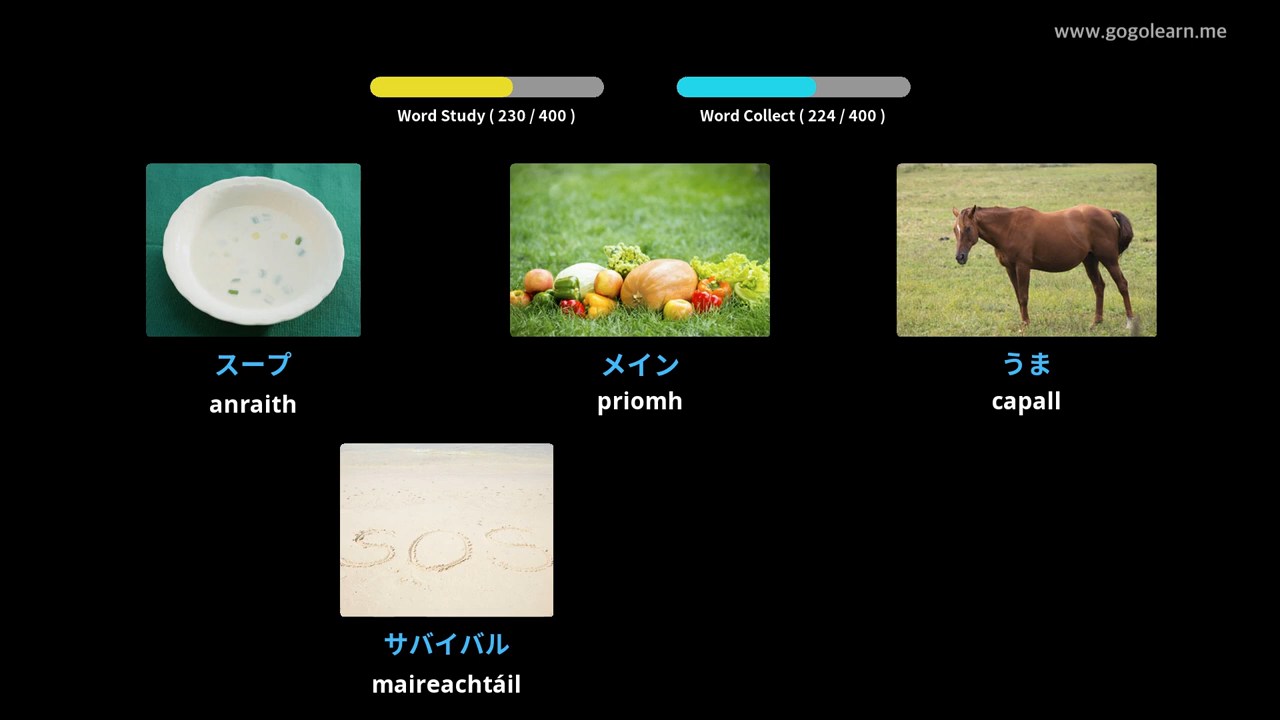 www.gogolearn.me
Word Study ( 230 / 400 )
Word Collect ( 224 / 400 )
スープ
メイン
うま
anraith
priomh
capall
SOS
サバイバル
maireachtáil